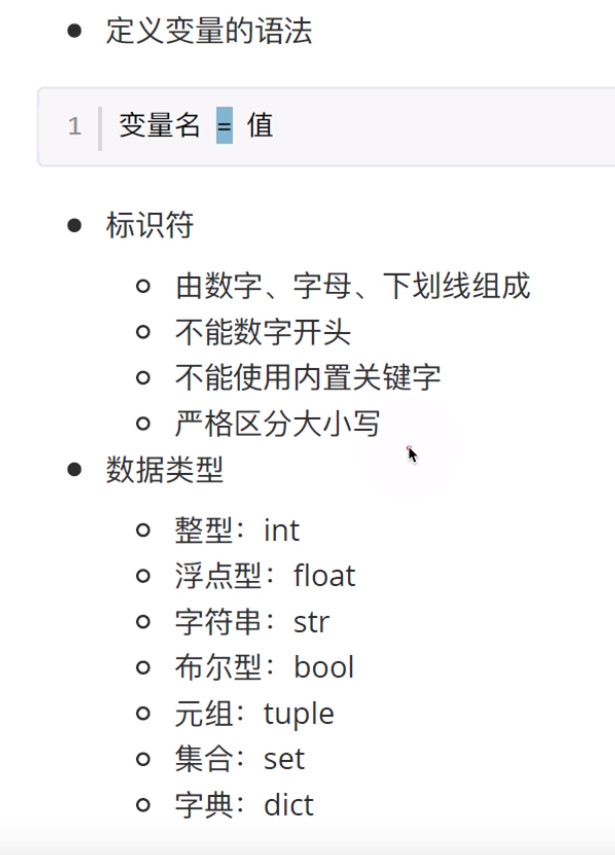 定义变量的语法
1 变量名 = 值
标识符
由数字、字母、下划线组成
不能数字开头
不能使用内置关键字
严格区分大小写
数据类型
整型：int
浮点型：float
字符串：str
布尔型：bool
元组：tuple
集合：set
字典：dict